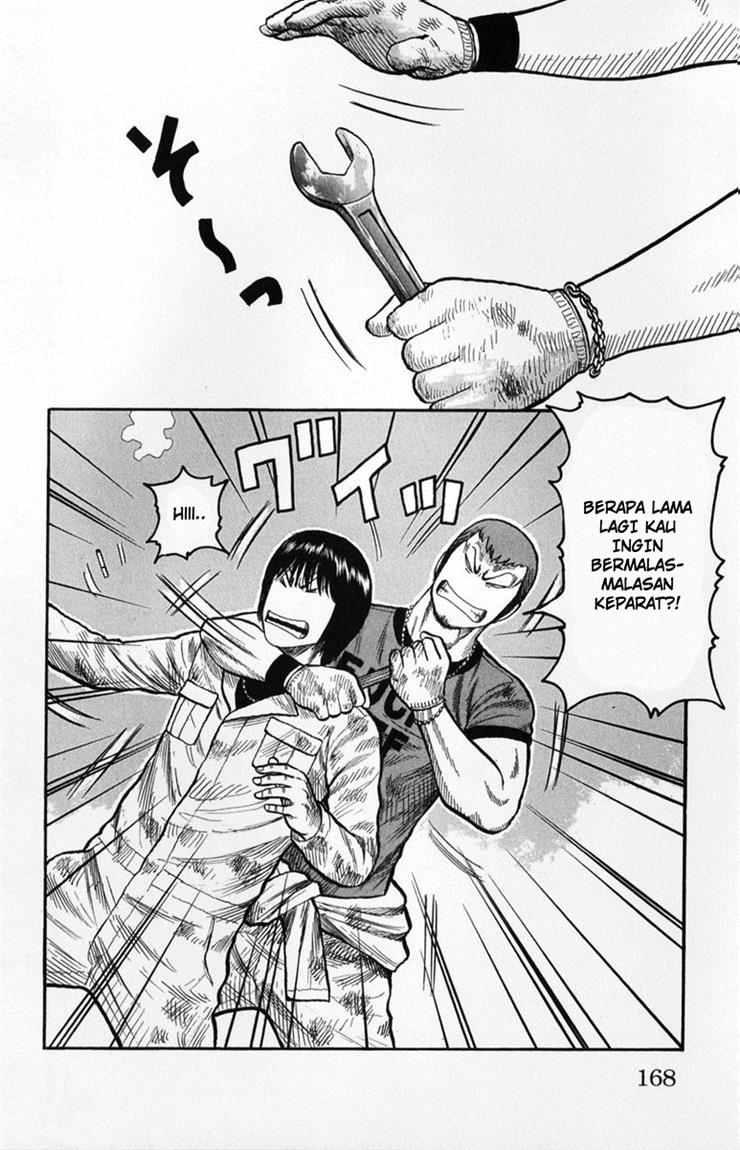 そ〜っ
グイッ
HIII..
BERAPA LAMA
LAGI KAU
INGIN
BERMALAS-
MALASAN
KEPARAT?!
168